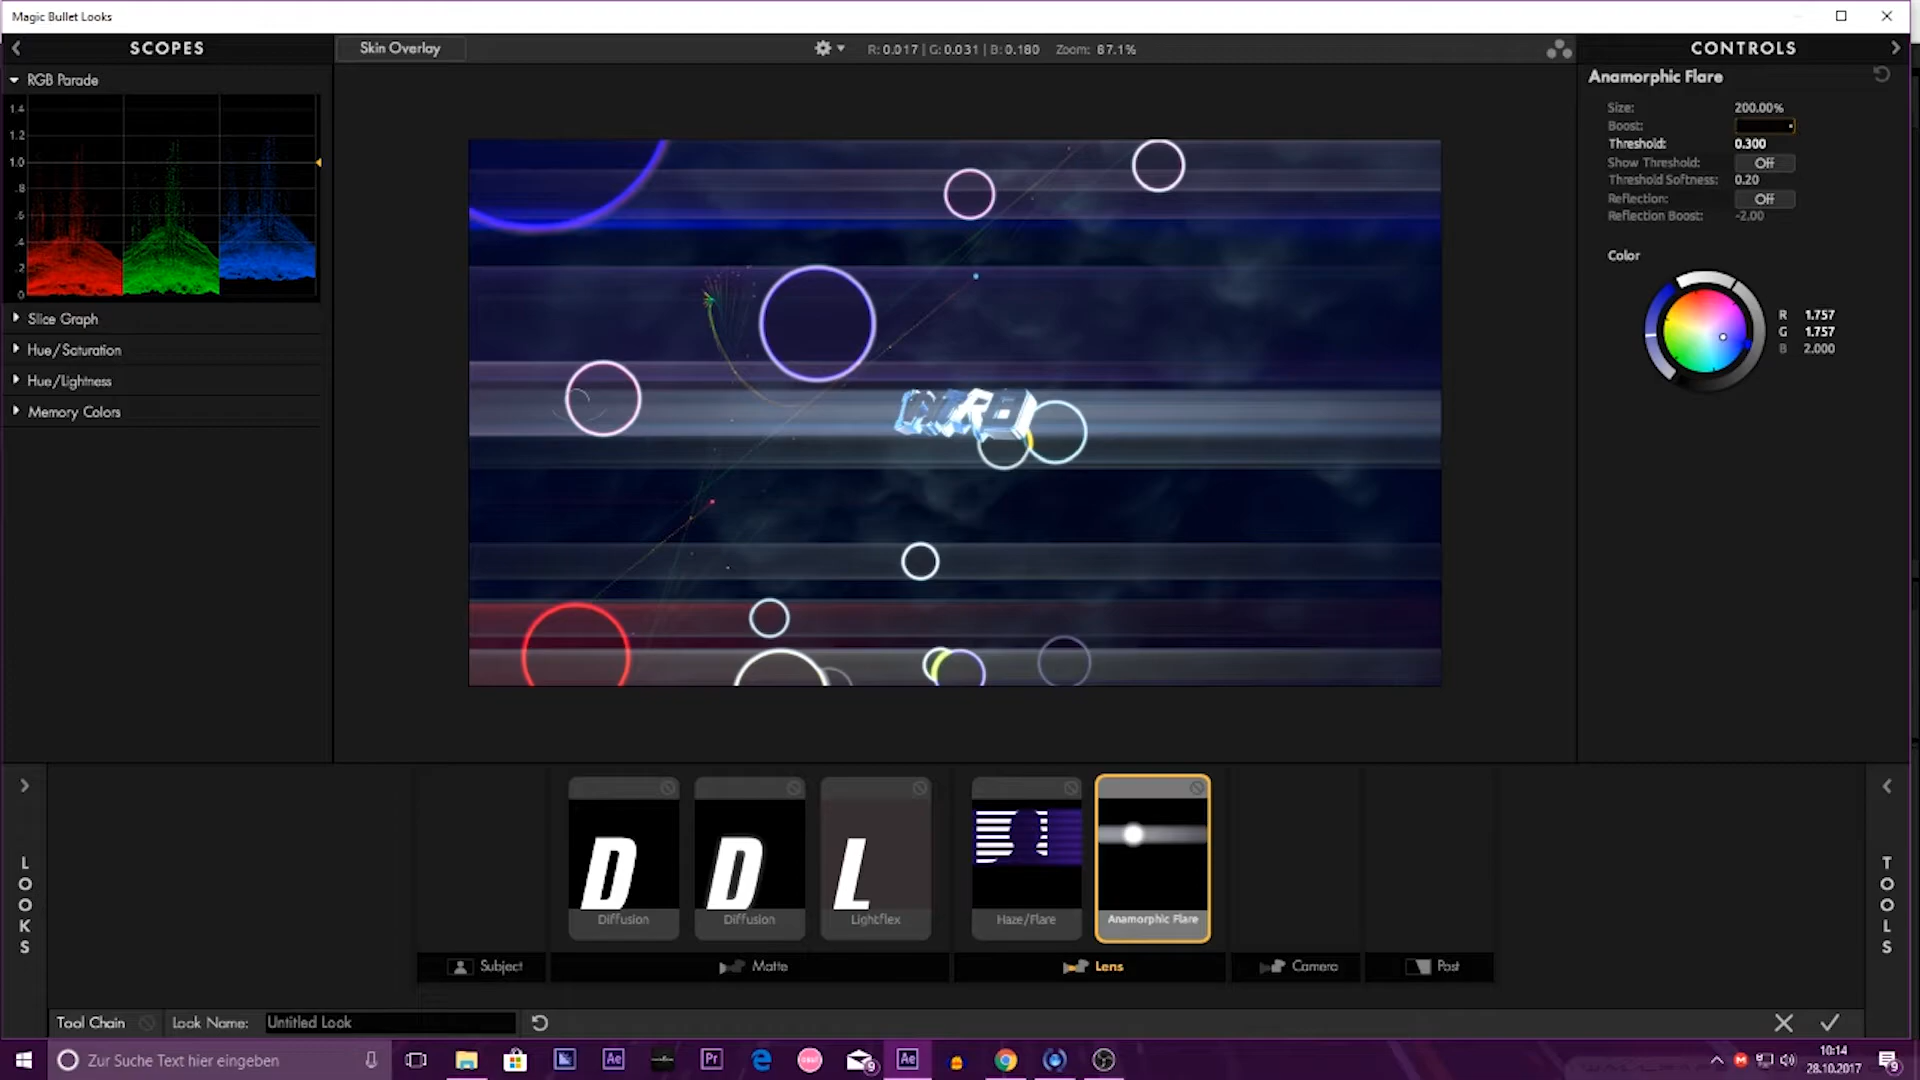 Magic Bullet Looks
SCOPES
Skin Overlay
R: 0.017 | G: 0.031 | B: 0.180 Zoom: 87.1%
CONTROLS
RGB Parade
1.4
1.2
1.0
.8
.6
.4
.2
0
Slice Graph
Hue/Saturation
Hue/Lightness
Memory Colors
Anamorphic Flare
Size: 200.00%
Boost:
Threshold: 0.300
Show Threshold: Off
Threshold Softness: 0.20
Reflection: Off
Reflection Boost: -2.00
Color
R 1.757
G 1.757
B 2.000
LOOKS
D
Diffusion
D
Diffusion
L
Lightflex
Haze/Flare
Anamorphic Flare
TOOLS
Subject
Matte
Lens
Camera
Post
Tool Chain
Look Name: Untitled Look
Zur Suche Text hier eingeben
Ae
Pr
9
Ae
10:14
28.10.2017
9